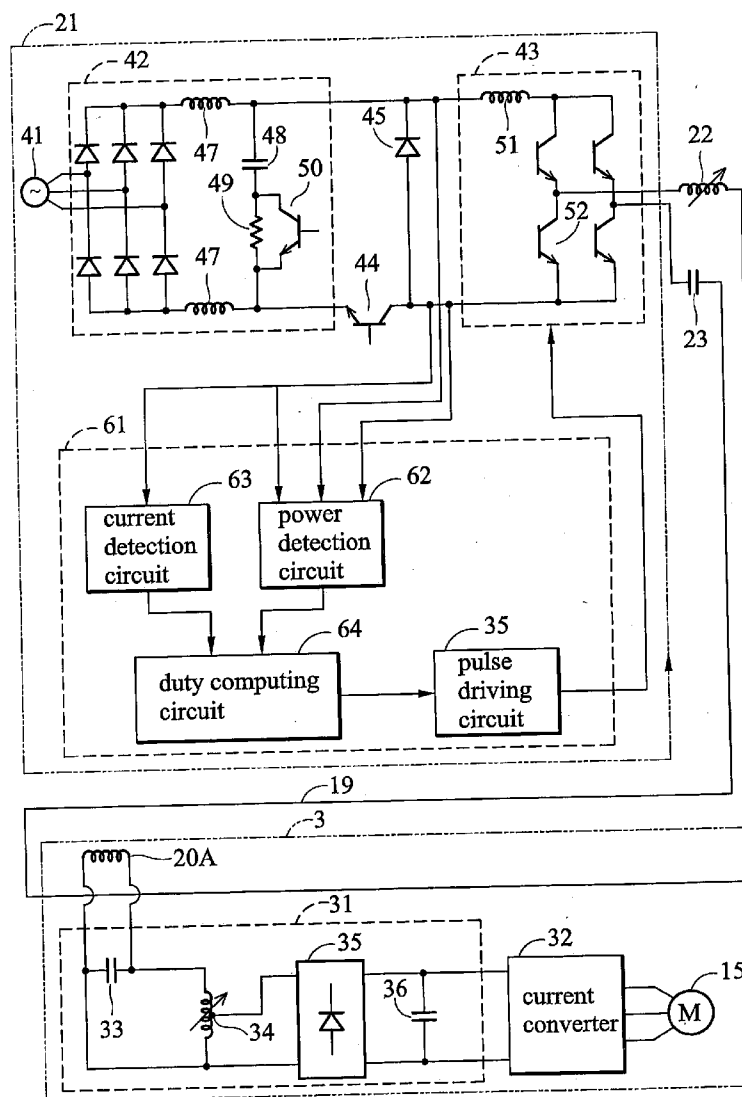 21
42
43
41
47
48
45
51
22
50
49
52
47
44
23
61
63
62
current
detection
circuit
power
detection
circuit
64
35
duty computing
circuit
pulse
driving
circuit
19
3
20A
31
35
32
15
33
34
36
current
converter
M